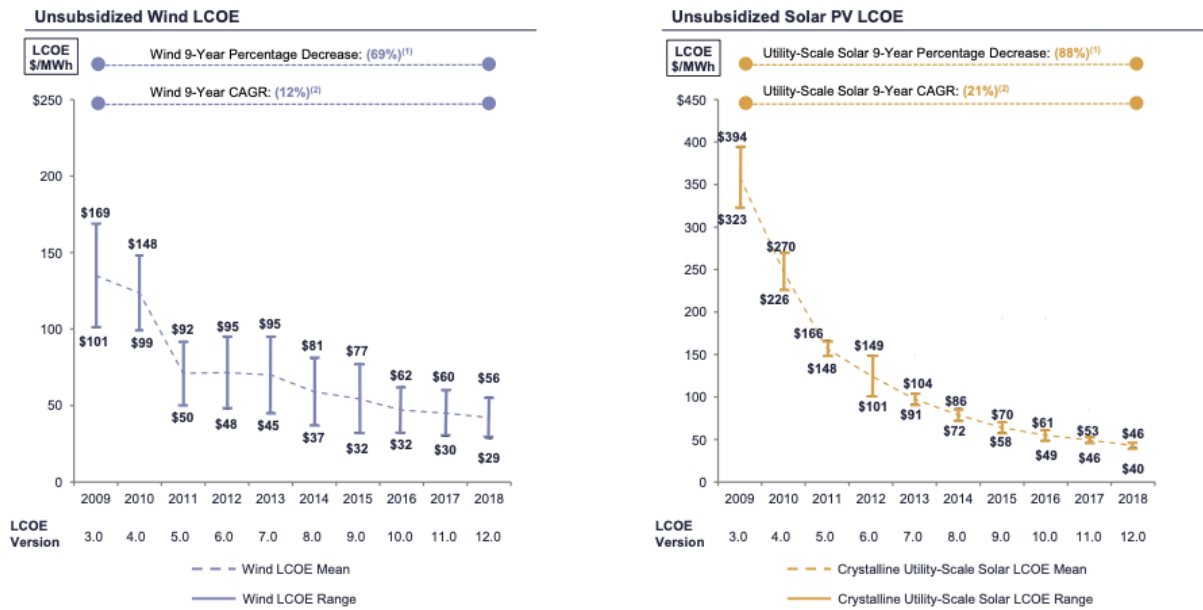 Unsubsidized Wind LCOE
LCOE
$/MWh
Wind 9-Year Percentage Decrease: (69%)(1)
Wind 9-Year CAGR: (12%)(2)
$250
200
150
100
50
0
$169
$148
$92
$95
$95
$81
$77
$62
$60
$56
$101
$99
$50
$48
$45
$37
$32
$32
$30
$29
2009 2010 2011 2012 2013 2014 2015 2016 2017 2018
LCOE
Version
3.0 4.0 5.0 6.0 7.0 8.0 9.0 10.0 11.0 12.0
Wind LCOE Mean
Wind LCOE Range
Unsubsidized Solar PV LCOE
LCOE
$/MWh
Utility-Scale Solar 9-Year Percentage Decrease: (88%)(1)
Utility-Scale Solar 9-Year CAGR: (21%)(2)
$450
400
350
300
250
200
150
100
50
0
$394
$270
$166
$149
$104
$86
$70
$61
$53
$46
$323
$226
$148
$101
$91
$72
$58
$49
$46
$40
2009 2010 2011 2012 2013 2014 2015 2016 2017 2018
LCOE
Version
3.0 4.0 5.0 6.0 7.0 8.0 9.0 10.0 11.0 12.0
Crystalline Utility-Scale Solar LCOE Mean
Crystalline Utility-Scale Solar LCOE Range